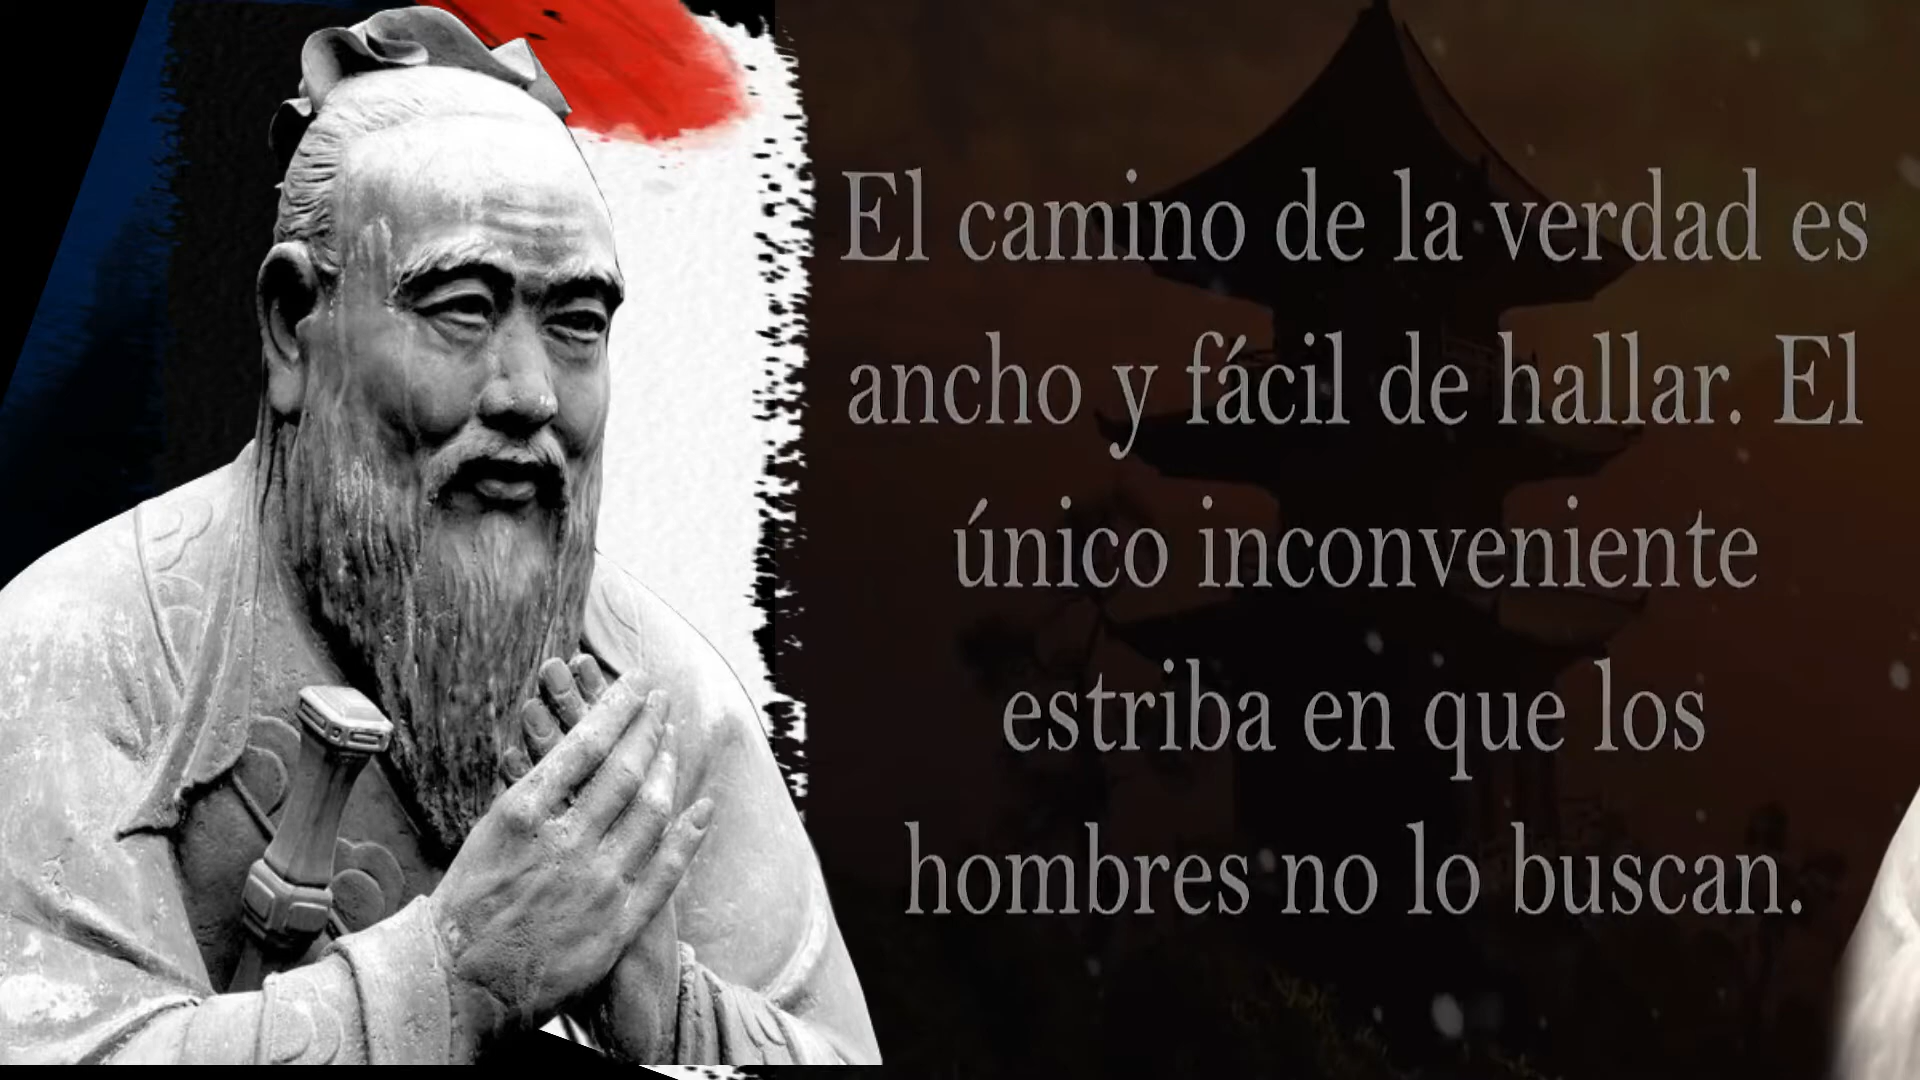 El camino de la verdad es
ancho y fácil de hallar. El
único inconveniente
estriba en que los
hombres no lo buscan.